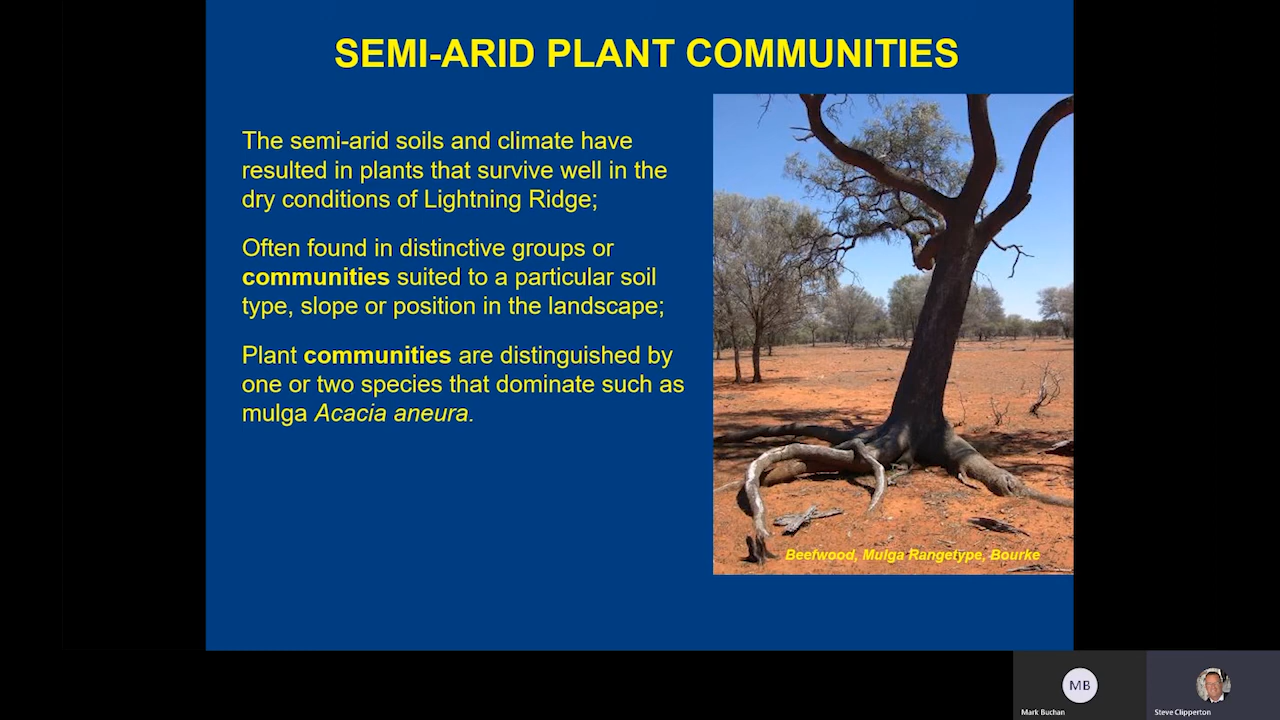 SEMI-ARID PLANT COMMUNITIES
The semi-arid soils and climate have
resulted in plants that survive well in the
dry conditions of Lightning Ridge;
Often found in distinctive groups or
communities suited to a particular soil
type, slope or position in the landscape;
Plant communities are distinguished by
one or two species that dominate such as
mulga Acacia aneura.
Beefwood, Mulga Rangetype, Bourke
MB
Mark Buchan
Steve Clipperton